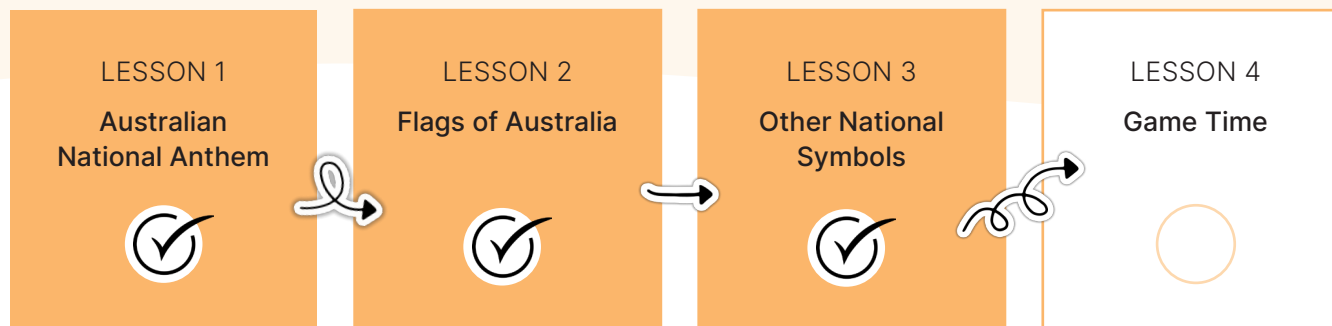 LESSON 1
Australian
National Anthem
LESSON 2
Flags of Australia
LESSON 3
Other National
Symbols
LESSON 4
Game Time